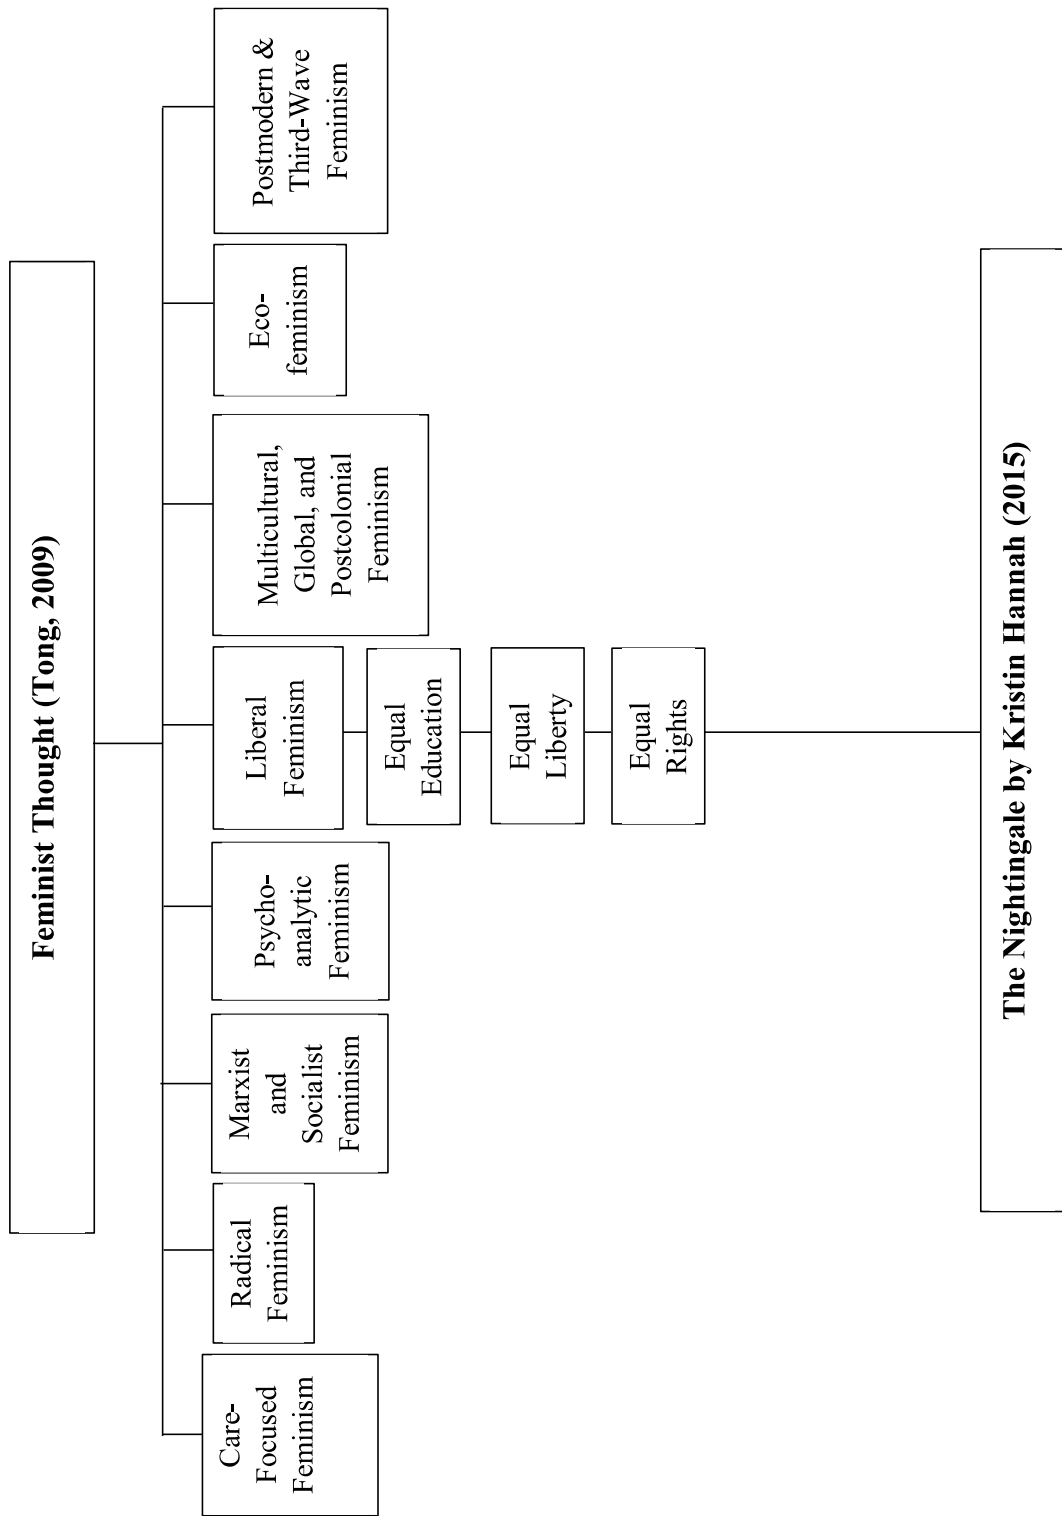 Feminist Thought (Tong, 2009)
Care-
Focused
Feminism
Radical
Feminism
Marxist
and
Socialist
Feminism
Psycho-
analytic
Feminism
Liberal
Feminism
Multicultural,
Global, and
Postcolonial
Feminism
Eco-
feminism
Postmodern &
Third-Wave
Feminism
Equal
Education
Equal
Liberty
Equal
Rights
The Nightingale by Kristin Hannah (2015)